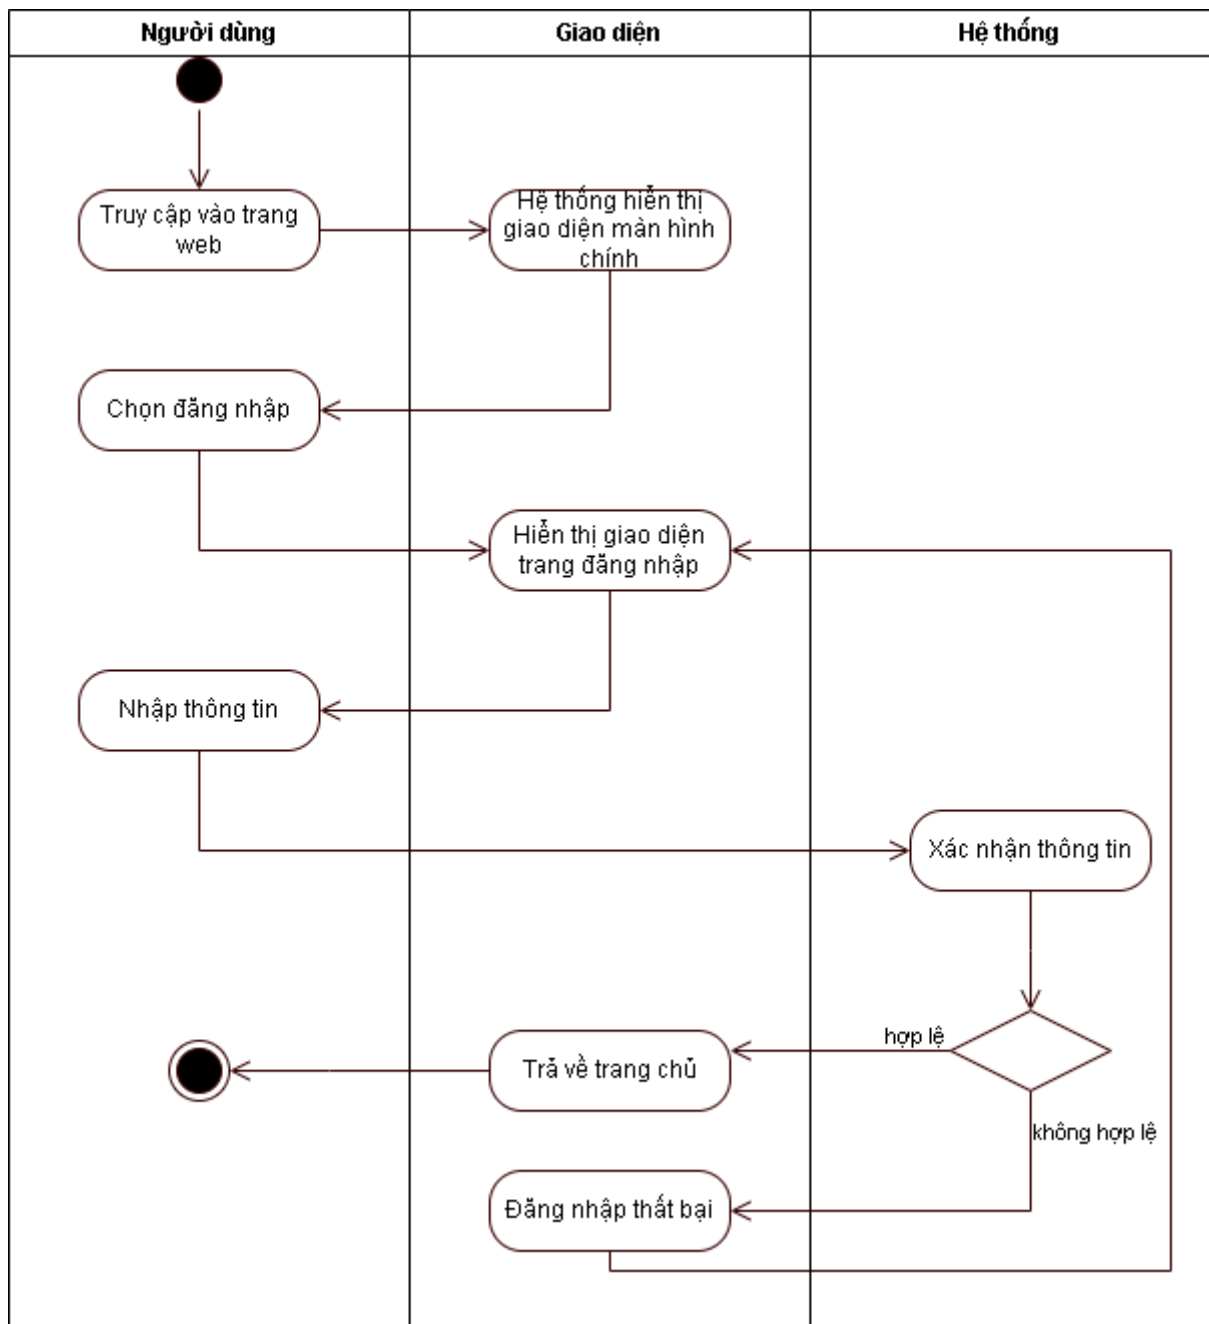 Người dùng
Giao diện
Hệ thống
Truy cập vào trang
web
Hệ thống hiển thị
giao diện màn hình
chính
Chọn đăng nhập
Hiển thị giao diện
trang đăng nhập
Nhập thông tin
Xác nhận thông tin
hợp lệ
Trả về trang chủ
không hợp lệ
Đăng nhập thất bại